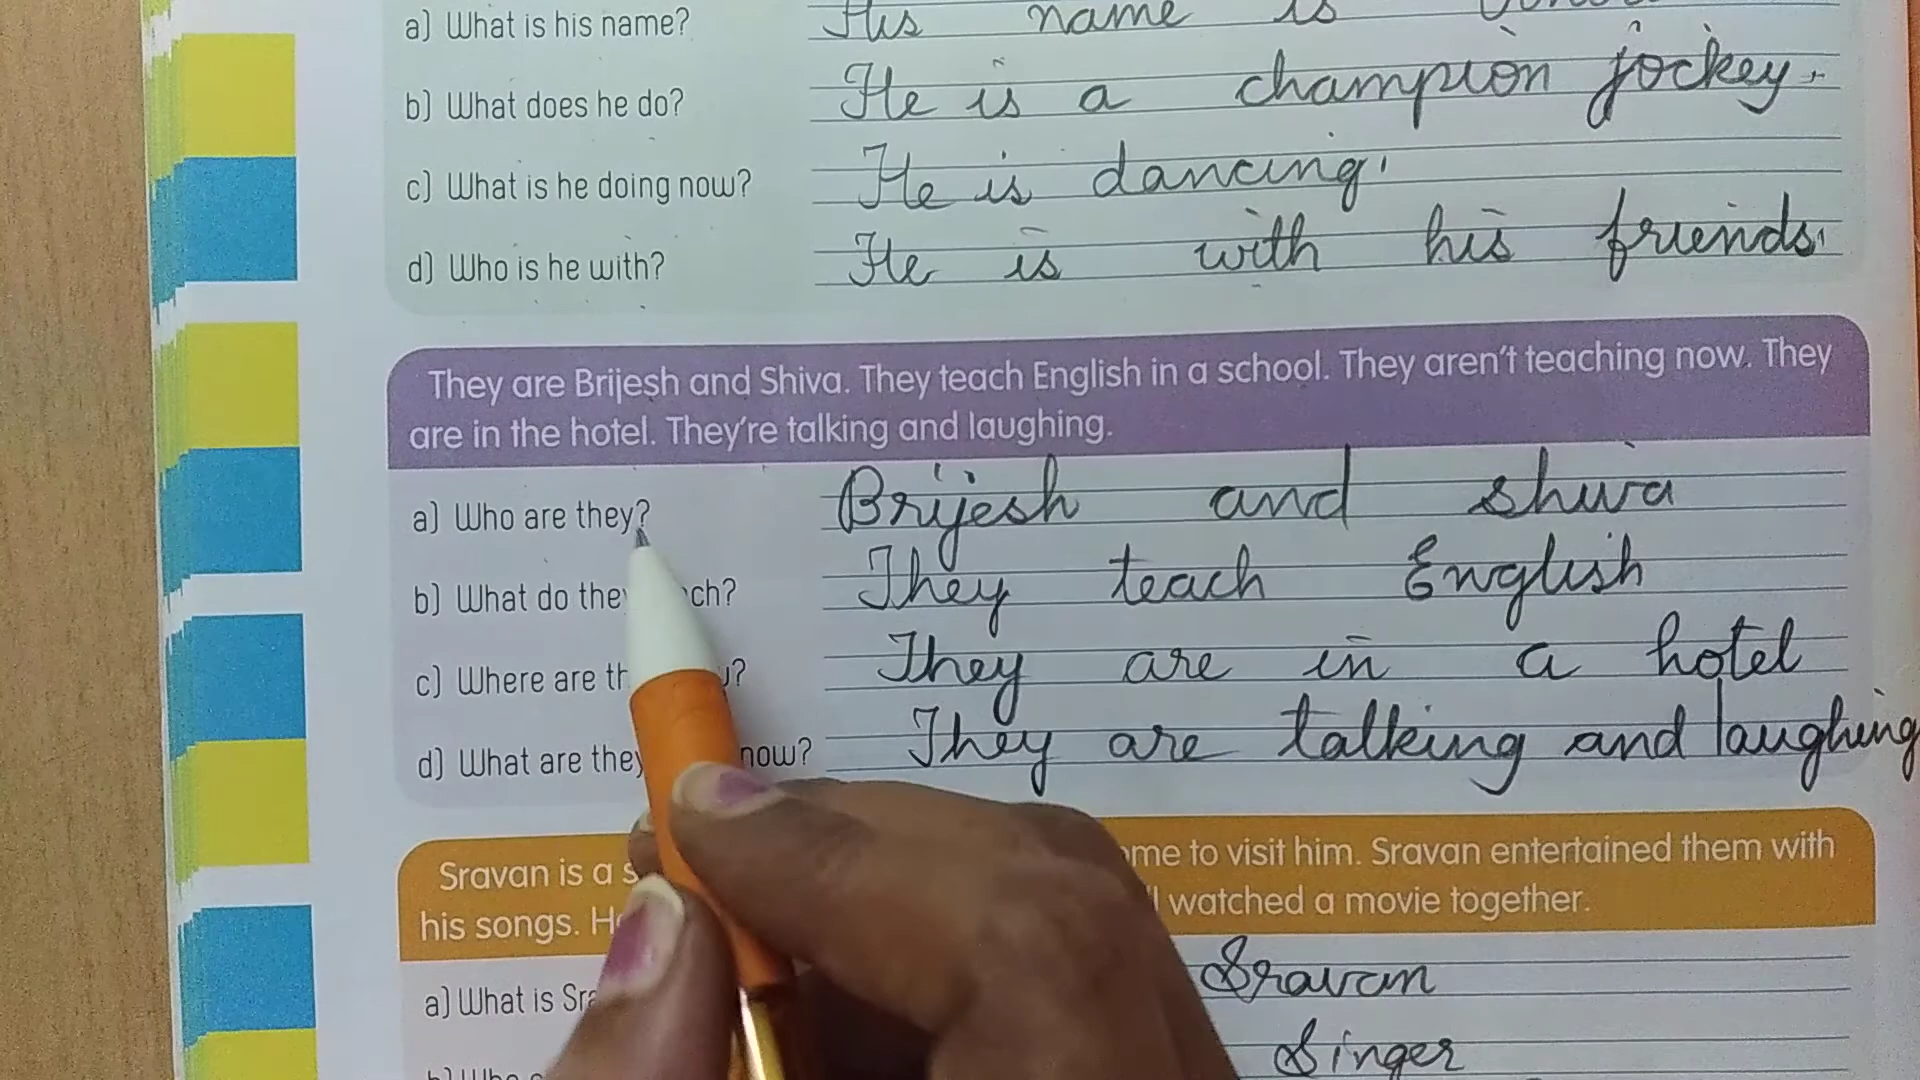 a) What is his name? His name is
b) What does he do? He is a champion jockey.
c) What is he doing now? He is dancing.
d) Who is he with? He is with his friends.
They are Brijesh and Shiva. They teach English in a school. They aren't teaching now. They
are in the hotel. They're talking and laughing.
a) Who are they? Brijesh and shiva
b) What do they ch? They teach English
c) Where are th ? They are in a hotel
d) What are they now? They are talking and laughing
Sravan is a s me to visit him. Sravan entertained them with
his songs. H l watched a movie together.
a) What is Sra Sravan
Singer